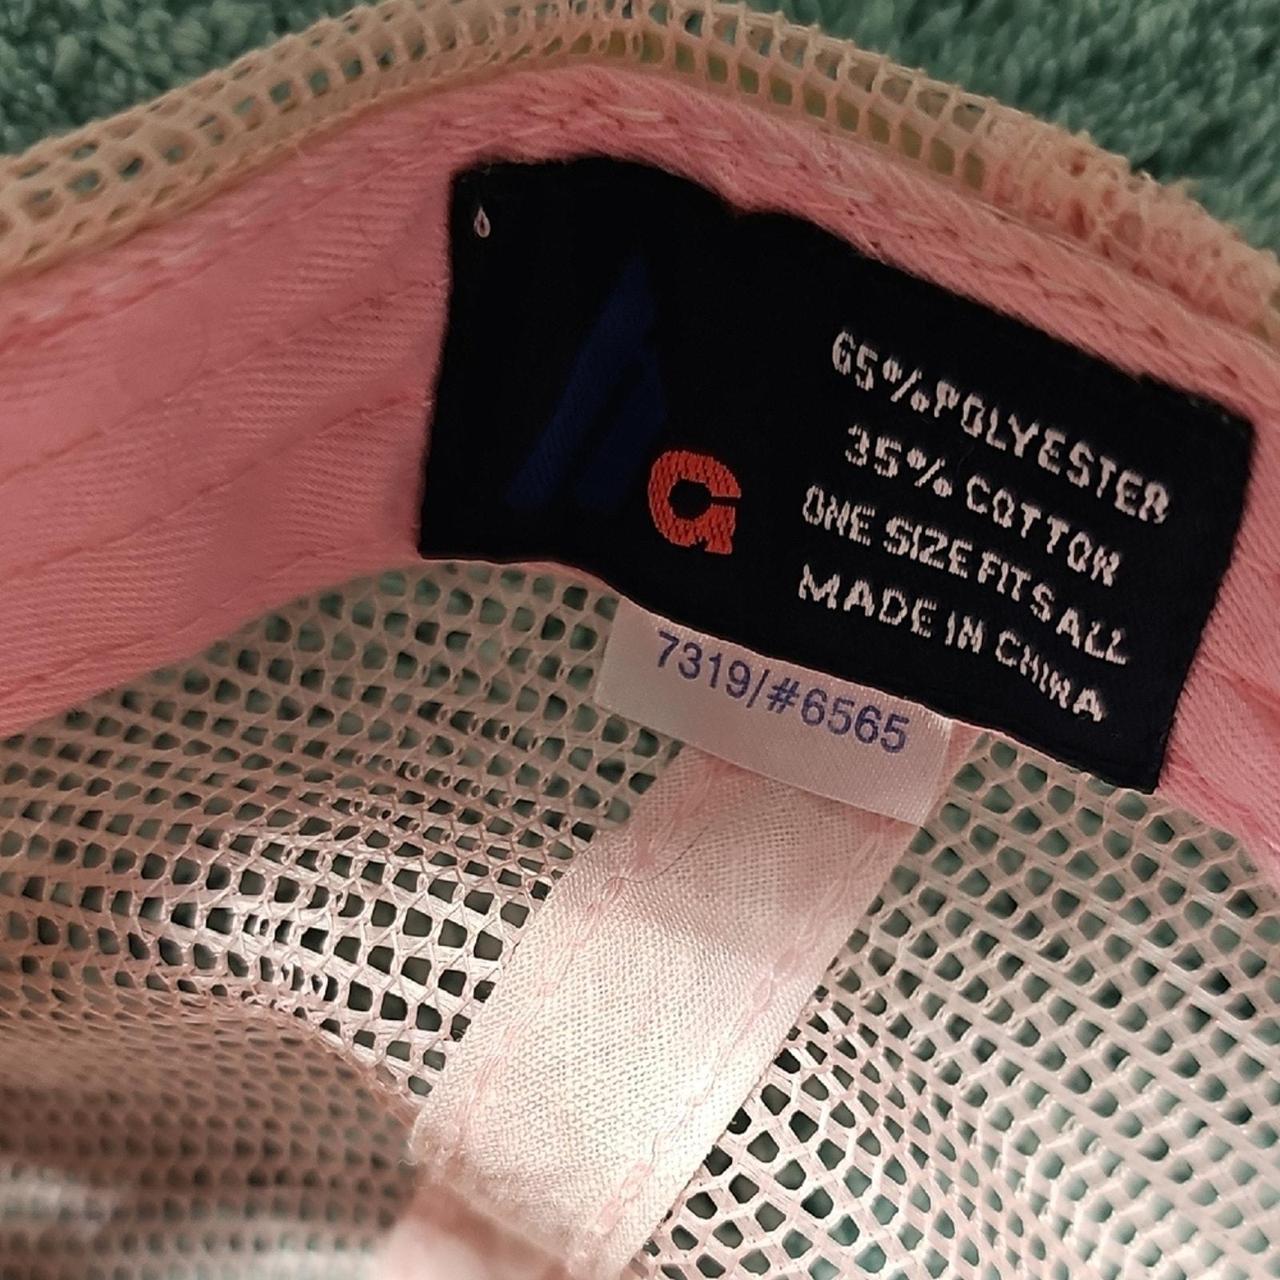 G
65% POLYESTER
35% COTTON
ONE SIZE FITS ALL
MADE IN CHINA
7319/#6565